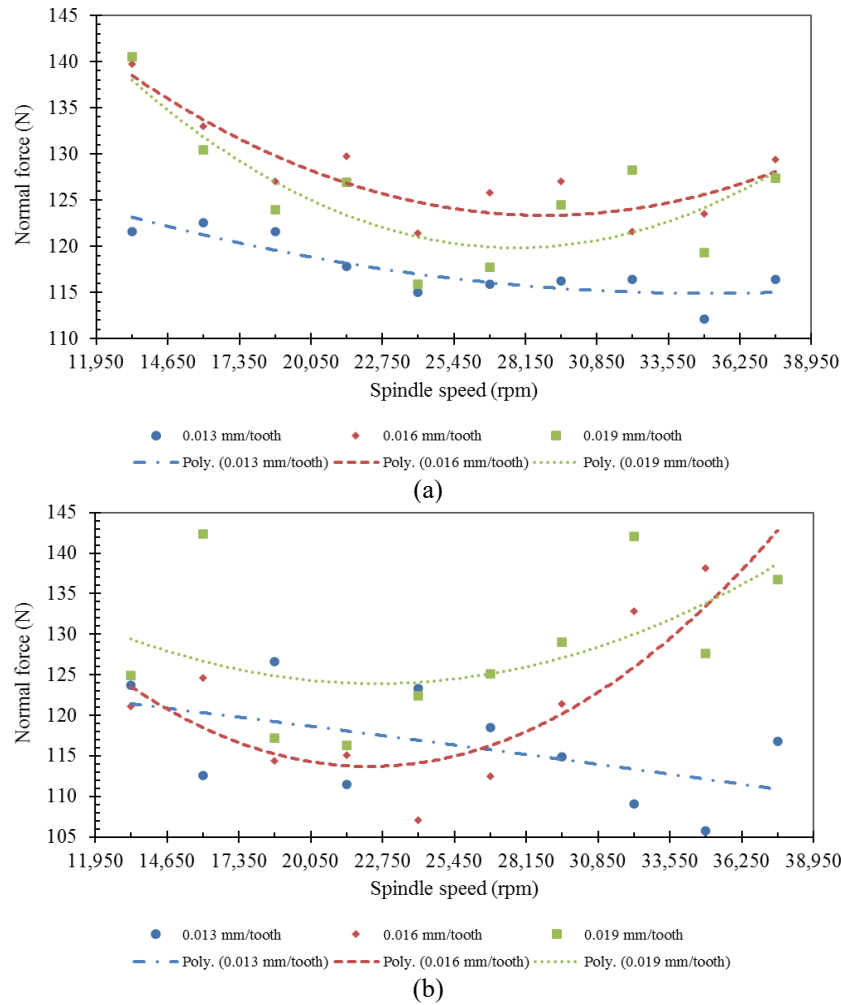 145
140
135
130
125
120
115
110
Normal force (N)
11,950 14,650 17,350 20,050 22,750 25,450 28,150 30,850 33,550 36,250 38,950
Spindle speed (rpm)
0.013 mm/tooth 0.016 mm/tooth 0.019 mm/tooth
Poly. (0.013 mm/tooth) Poly. (0.016 mm/tooth) Poly. (0.019 mm/tooth)
(a)
145
140
135
130
125
120
115
110
105
Normal force (N)
11,950 14,650 17,350 20,050 22,750 25,450 28,150 30,850 33,550 36,250 38,950
Spindle speed (rpm)
0.013 mm/tooth 0.016 mm/tooth 0.019 mm/tooth
Poly. (0.013 mm/tooth) Poly. (0.016 mm/tooth) Poly. (0.019 mm/tooth)
(b)